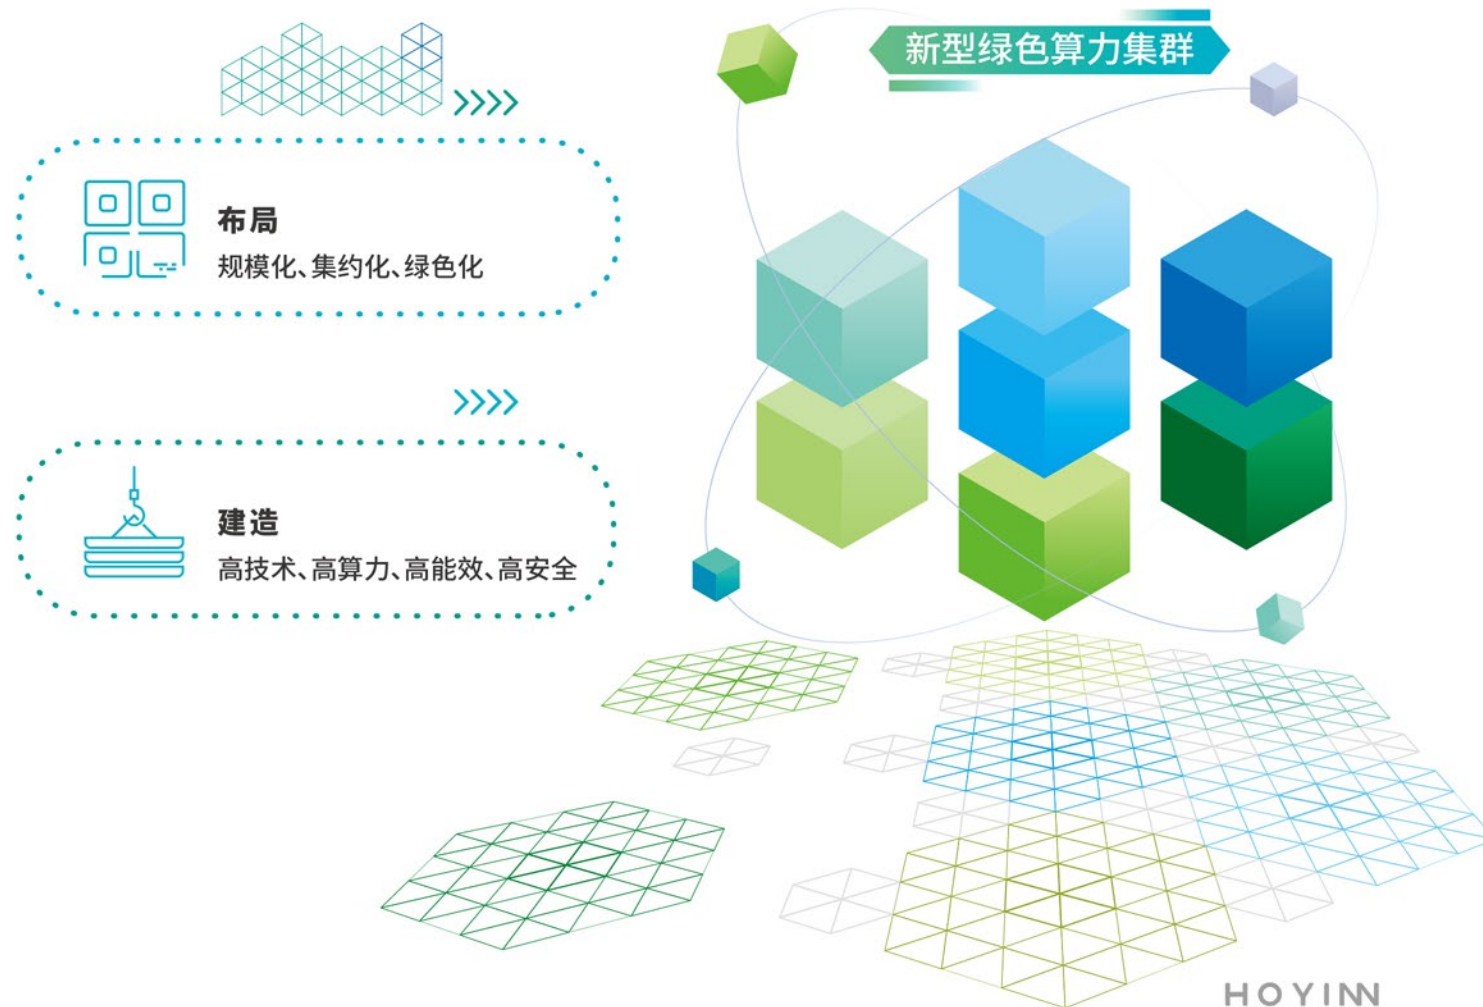 新型绿色算力集群
布局
规模化、集约化、绿色化
建造
高技术、高算力、高能效、高安全
HOYINN